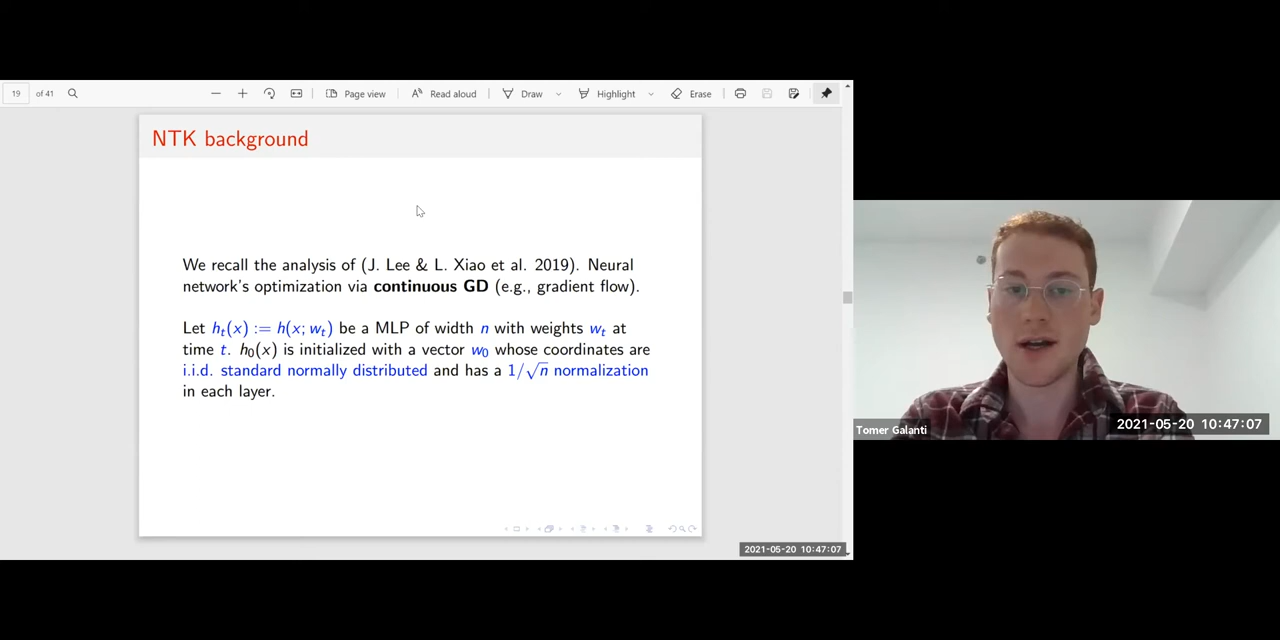 19 of 41
Page view
Read aloud
Draw
Highlight
Erase
NTK background
We recall the analysis of (J. Lee & L. Xiao et al. 2019). Neural
network's optimization via continuous GD (e.g., gradient flow).
Let hₜ(x) := h(x; wₜ) be a MLP of width n with weights wₜ at
time t. h₀(x) is initialized with a vector w₀ whose coordinates are
i.i.d. standard normally distributed and has a 1/√n normalization
in each layer.
2021-05-20 10:47:07
Tomer Galanti
2021-05-20 10:47:07